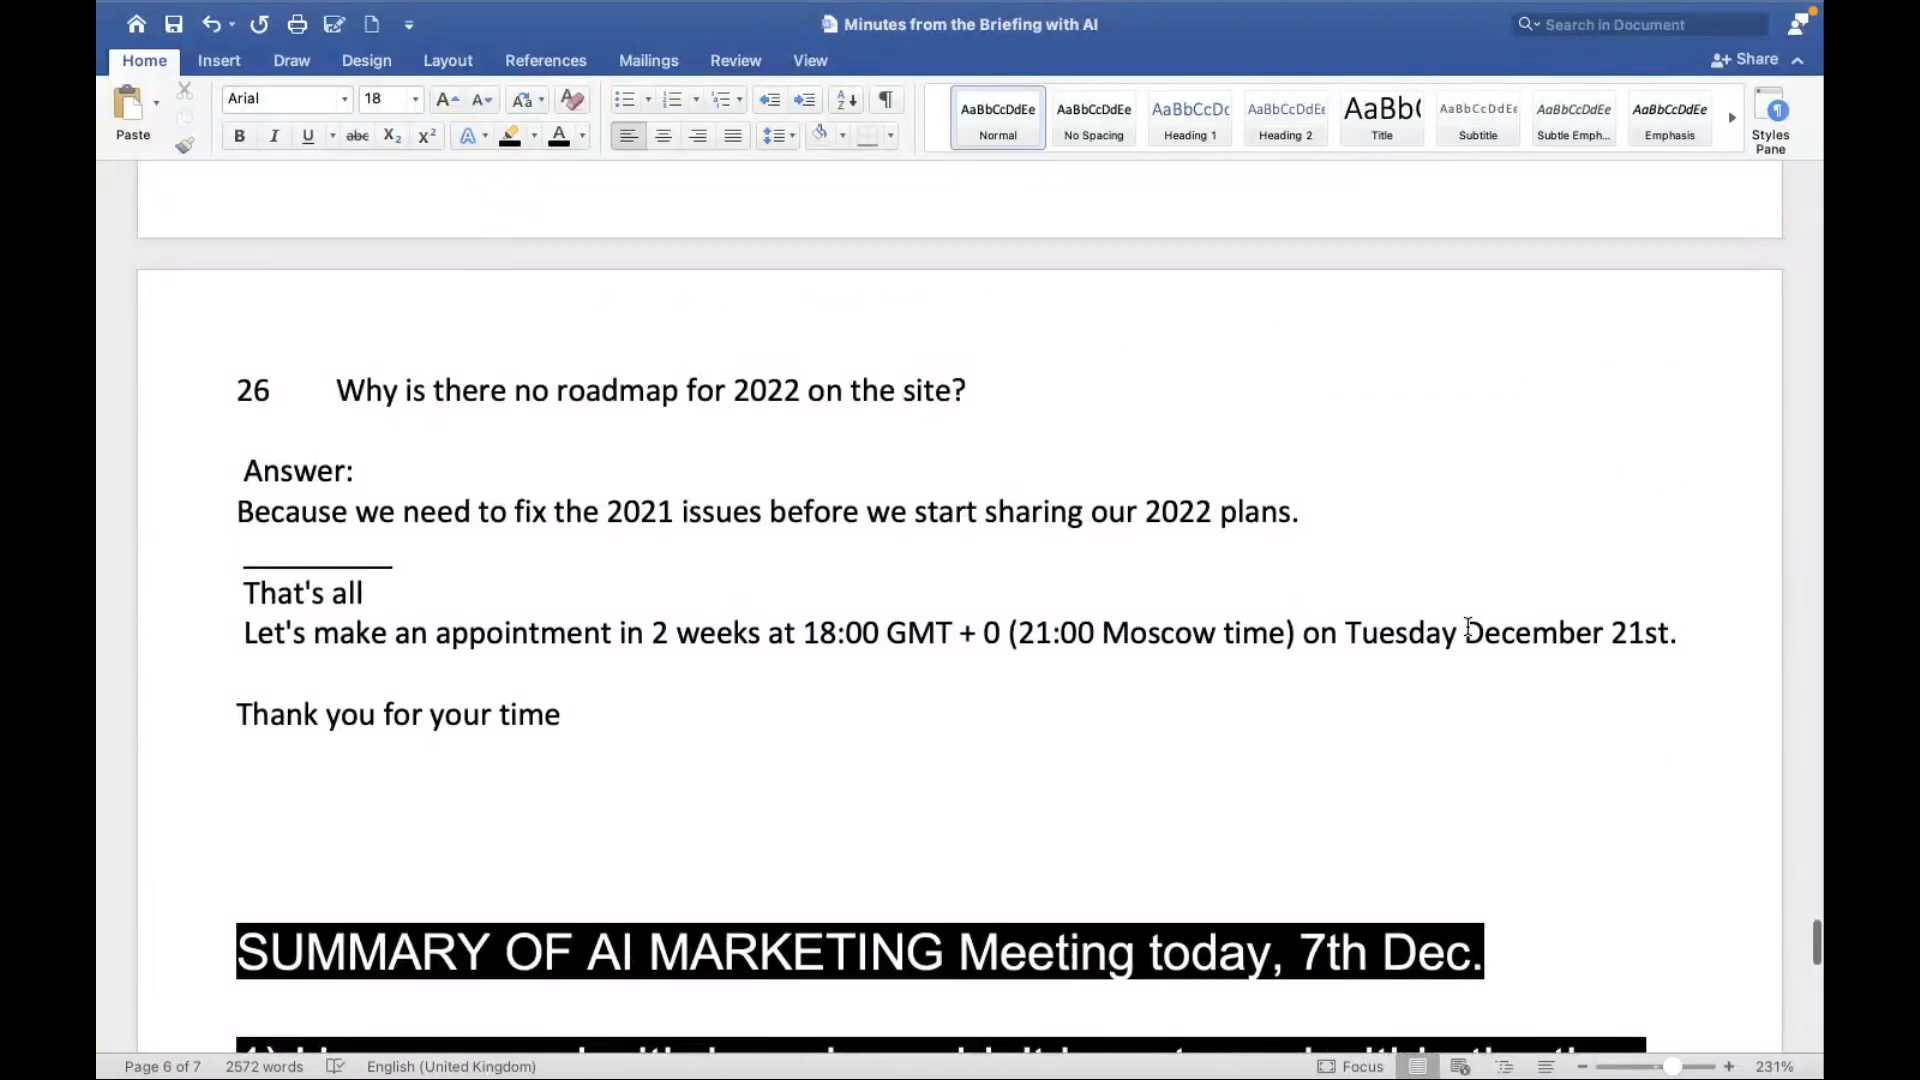 Minutes from the Briefing with AI
Search in Document
Home Insert Draw Design Layout References Mailings Review View Share
Arial 18
Paste
AaBbCcDdEe AaBbCcDdEe AaBbCcDc AaBbCcDdEe AaBb( AaBbCcDdEe AaBbCcDdEe AaBbCcDdEe
Normal No Spacing Heading 1 Heading 2 Title Subtitle Subtle Emph... Emphasis
Styles
Pane
26 Why is there no roadmap for 2022 on the site?
Answer:
Because we need to fix the 2021 issues before we start sharing our 2022 plans.
That's all
Let's make an appointment in 2 weeks at 18:00 GMT + 0 (21:00 Moscow time) on Tuesday December 21st.
Thank you for your time
SUMMARY OF AI MARKETING Meeting today, 7th Dec.
Page 6 of 7 2572 words English (United Kingdom) Focus 231%